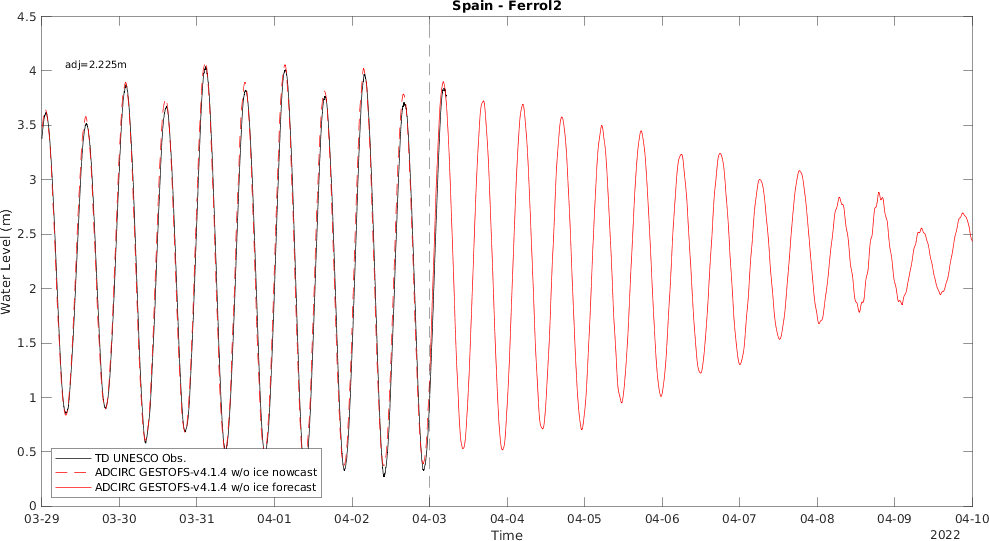 Spain - Ferrol2
adj=2.225m
4.5
4
3.5
3
2.5
2
1.5
1
0.5
0
Water Level (m)
TD UNESCO Obs.
ADCIRC GESTOFS-v4.1.4 w/o ice nowcast
ADCIRC GESTOFS-v4.1.4 w/o ice forecast
03-29 03-30 03-31 04-01 04-02 04-03 04-04 04-05 04-06 04-07 04-08 04-09 04-10
Time
2022